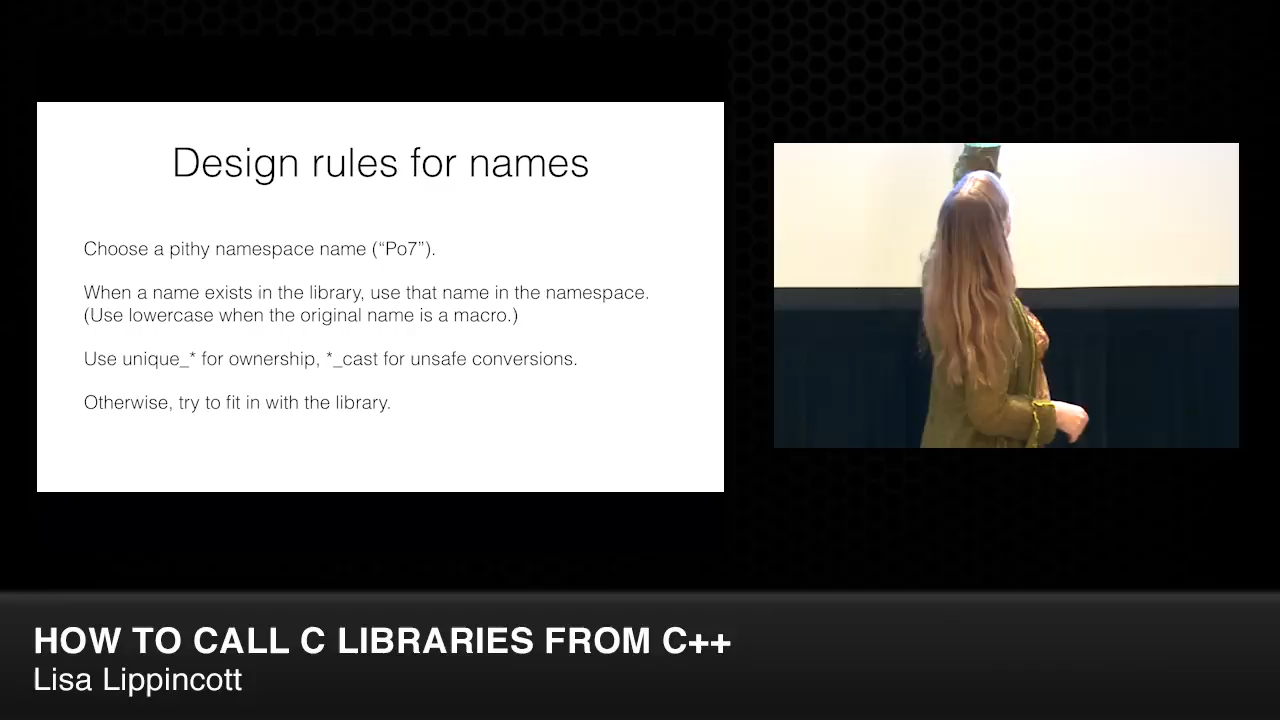 Design rules for names
Choose a pithy namespace name (“Po7”).
When a name exists in the library, use that name in the namespace.
(Use lowercase when the original name is a macro.)
Use unique_* for ownership, *_cast for unsafe conversions.
Otherwise, try to fit in with the library.
HOW TO CALL C LIBRARIES FROM C++
Lisa Lippincott